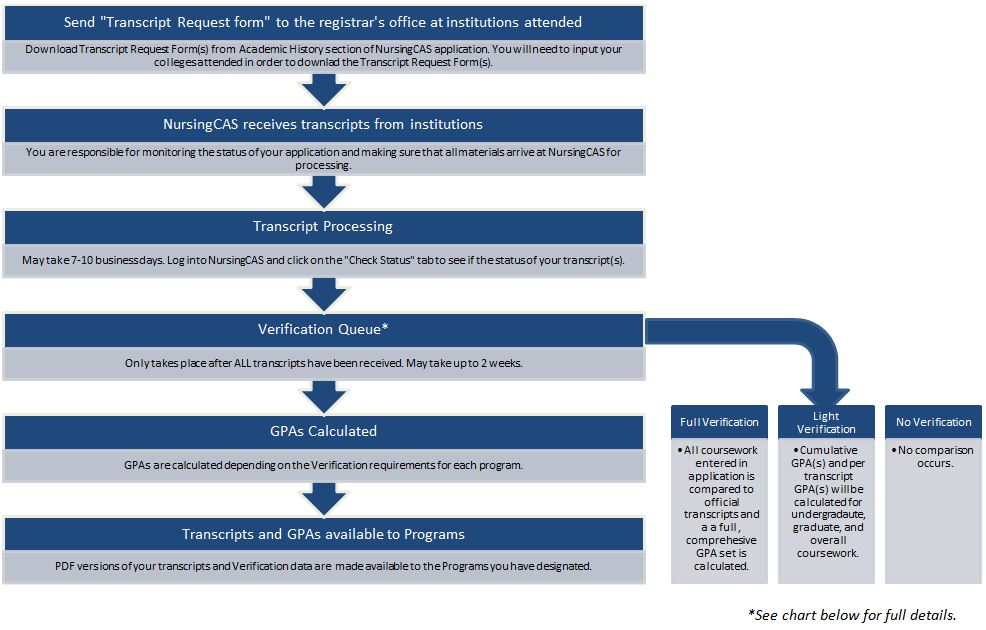 Send "Transcript Request form" to the registrar's office at institutions attended
Download Transcript Request Form(s) from Academic History section of NursingCAS application. You will need to input your
colleges attended in order to downlad the Transcript Request Form(s).
NursingCAS receives transcripts from institutions
You are responsible for monitoring the status of your application and making sure that all materials arrive at NursingCAS for
processing.
Transcript Processing
May take 7-10 business days. Log into NursingCAS and click on the "Check Status" tab to see if the status of your transcript(s).
Verification Queue*
Only takes place after ALL transcripts have been received. May take up to 2 weeks.
GPAs Calculated
GPAs are calculated depending on the Verification requirements for each program.
Transcripts and GPAs available to Programs
PDF versions of your transcripts and Verification data are made available to the Programs you have designated.
Full Verification
•All coursework
entered in
application is
compared to
official
transcripts and
a a full,
comprehesive
GPA set is
calculated.
Light
Verification
•Cumulative
GPA(s) and per
transcript
GPA(s) will be
calculated for
undergradaute,
graduate, and
overall
coursework.
No Verification
•No comparison
occurs.
*See chart below for full details.